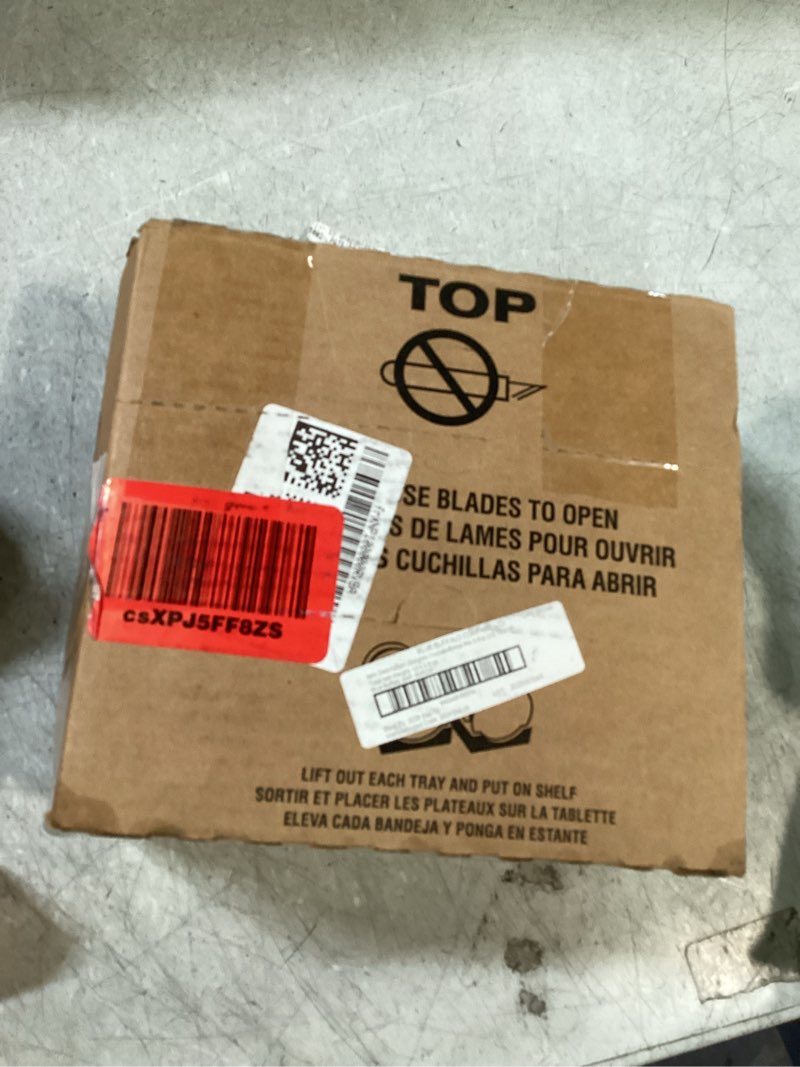 TOP
SE BLADES TO OPEN
S DE LAMES POUR OUVRIR
S CUCHILLAS PARA ABRIR
csXPJ5FF8ZS
LIFT OUT EACH TRAY AND PUT ON SHELF
SORTIR ET PLACER LES PLATEAUX SUR LA TABLETTE
ELEVA CADA BANDEJA Y PONGA EN ESTANTE